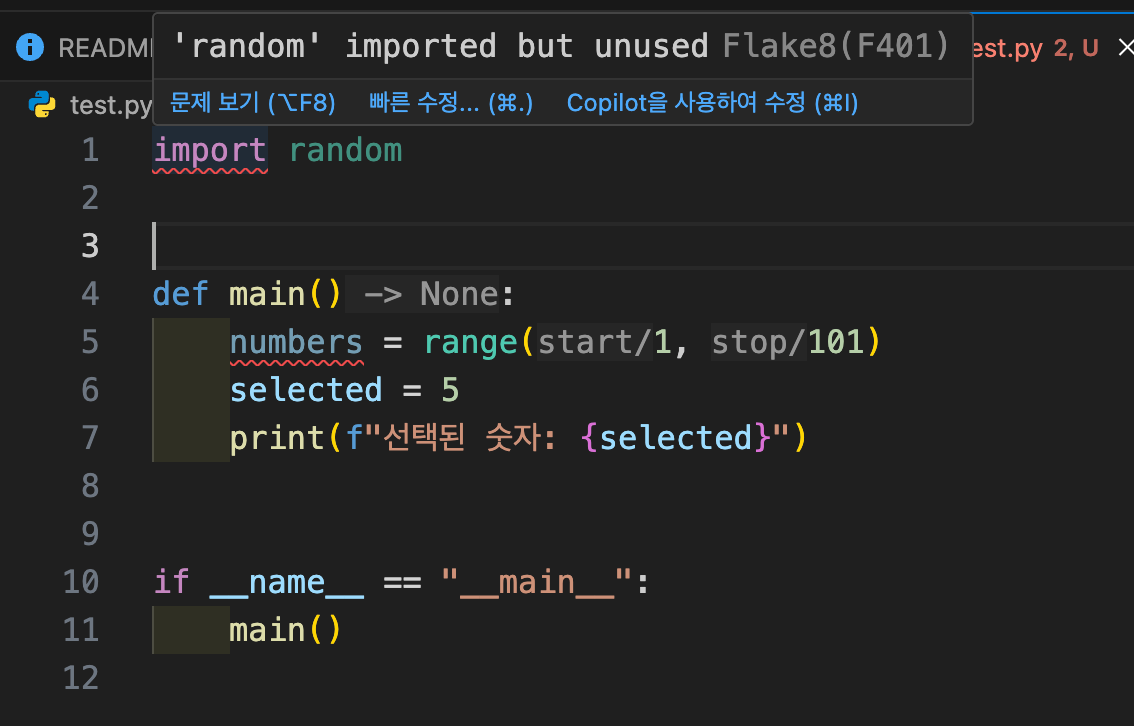 'random' imported but unused Flake8(F401)
READM est.py 2, U
문제 보기 (⌥F8) 빠른 수정... (⌘.) Copilot을 사용하여 수정 (⌘I)
test.py
1 import random
2
3
4 def main() -> None:
5 numbers = range(start/1, stop/101)
6 selected = 5
7 print(f"선택된 숫자: {selected}")
8
9
10 if __name__ == "__main__":
11 main()
12